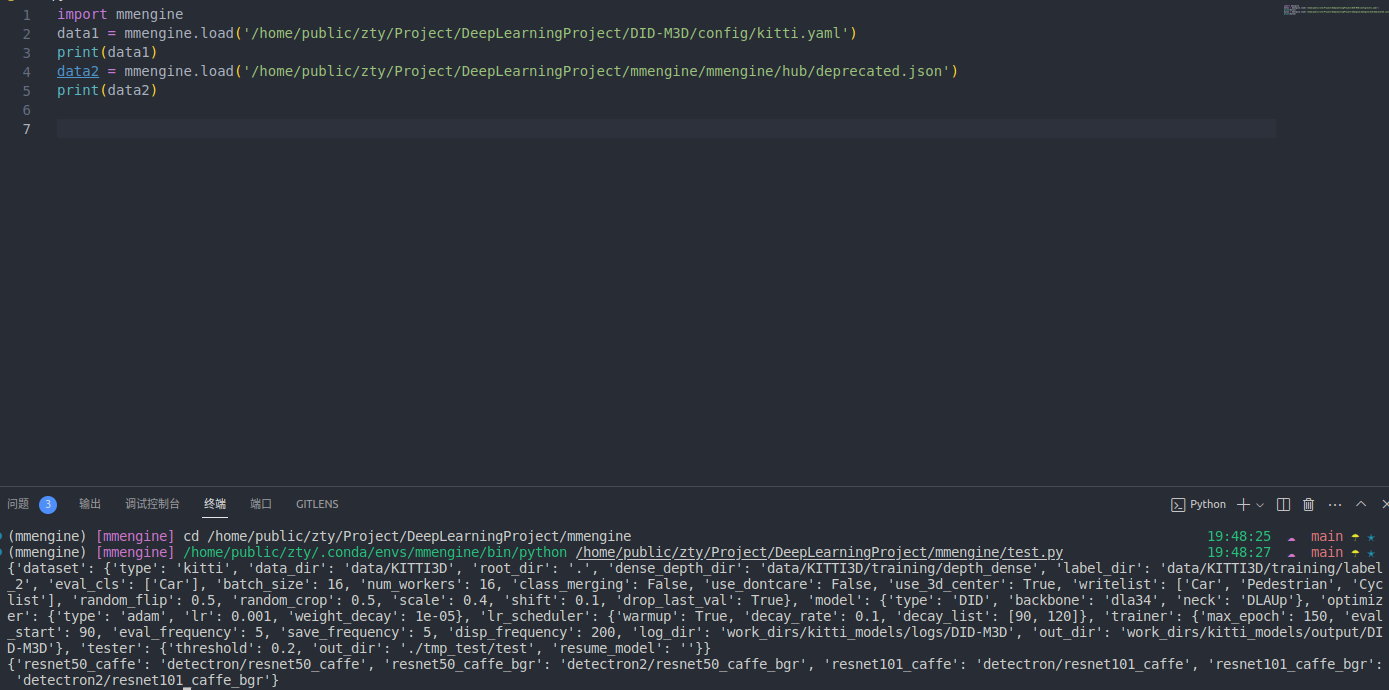 1 import mmengine
2 data1 = mmengine.load('/home/public/zty/Project/DeepLearningProject/DID-M3D/config/kitti.yaml')
3 print(data1)
4 data2 = mmengine.load('/home/public/zty/Project/DeepLearningProject/mmengine/mmengine/hub/deprecated.json')
5 print(data2)
6
7
问题 3 输出 调试控制台 终端 端口 GITLENS Python
(mmengine) [mmengine] cd /home/public/zty/Project/DeepLearningProject/mmengine 19:48:25 main
(mmengine) [mmengine] /home/public/zty/.conda/envs/mmengine/bin/python /home/public/zty/Project/DeepLearningProject/mmengine/test.py 19:48:27 main
{'dataset': {'type': 'kitti', 'data_dir': 'data/KITTI3D', 'root_dir': '.', 'dense_depth_dir': 'data/KITTI3D/training/depth_dense', 'label_dir': 'data/KITTI3D/training/label
_2', 'eval_cls': ['Car'], 'batch_size': 16, 'num_workers': 16, 'class_merging': False, 'use_dontcare': False, 'use_3d_center': True, 'writelist': ['Car', 'Pedestrian', 'Cyc
list'], 'random_flip': 0.5, 'random_crop': 0.5, 'scale': 0.4, 'shift': 0.1, 'drop_last_val': True}, 'model': {'type': 'DID', 'backbone': 'dla34', 'neck': 'DLAUp'}, 'optimiz
er': {'type': 'adam', 'lr': 0.001, 'weight_decay': 1e-05}, 'lr_scheduler': {'warmup': True, 'decay_rate': 0.1, 'decay_list': [90, 120]}, 'trainer': {'max_epoch': 150, 'eval
_start': 90, 'eval_frequency': 5, 'save_frequency': 5, 'disp_frequency': 200, 'log_dir': 'work_dirs/kitti_models/logs/DID-M3D', 'out_dir': 'work_dirs/kitti_models/output/DI
D-M3D'}, 'tester': {'threshold': 0.2, 'out_dir': './tmp_test/test', 'resume_model': ''}}
{'resnet50_caffe': 'detectron/resnet50_caffe', 'resnet50_caffe_bgr': 'detectron2/resnet50_caffe_bgr', 'resnet101_caffe': 'detectron/resnet101_caffe', 'resnet101_caffe_bgr':
'detectron2/resnet101_caffe_bgr'}